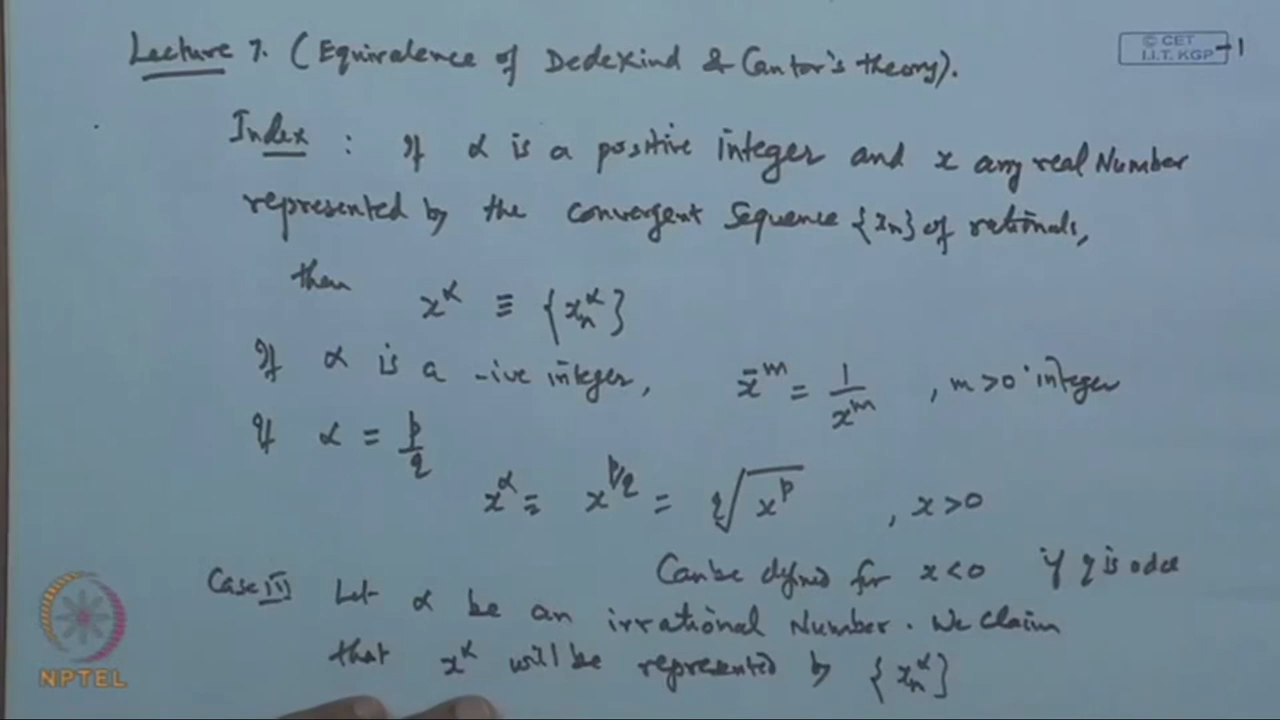 Lecture 7. (Equivalence of Dedekind & Cantor's theory).
© CET
I.I.T. KGP
-1
Index : If α is a positive integer and x any real Number
represented by the convergent Sequence {xₙ} of rationals,
then
x^α ≡ {xₙ^α}
If α is a -ive integer, x^-m = 1/x^m , m>0 integer
If α = p/q
x^α = x^p/q = q√x^p , x>0
Can be defined for x<0 if q is odd
Case III) Let α be an irrational Number. We claim
that x^α will be represented by {xₙ^α}
NPTEL